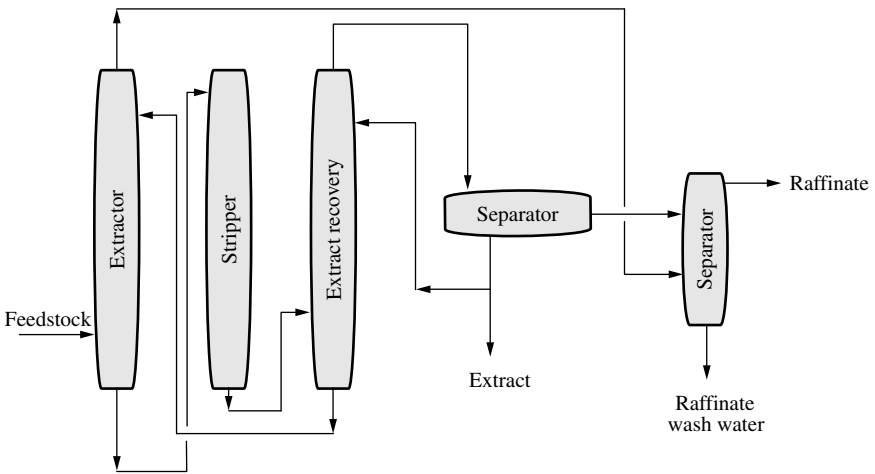 Feedstock
Extractor
Stripper
Extract recovery
Separator
Extract
Separator
Raffinate
Raffinate
wash water